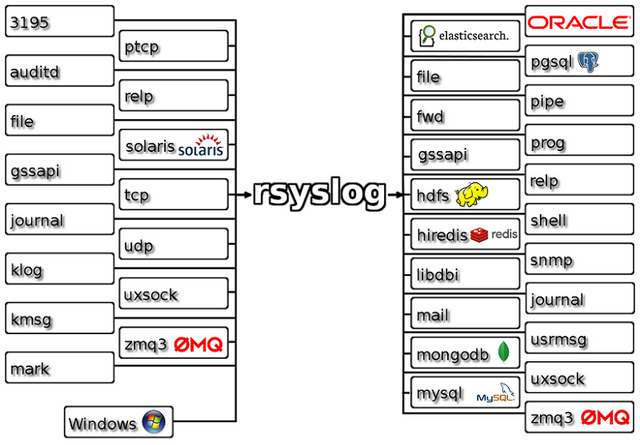 3195
ptcp
auditd
relp
file
solaris solaris
gssapi
tcp
journal
udp
klog
uxsock
kmsg
zmq3 ØMQ
mark
Windows
rsyslog
elasticsearch.
file
fwd
gssapi
hdfs
hiredis redis
libdbi
mail
mongodb
mysql MySQL
ORACLE
pgsql
pipe
prog
relp
shell
snmp
journal
usrmsg
uxsock
zmq3 ØMQ